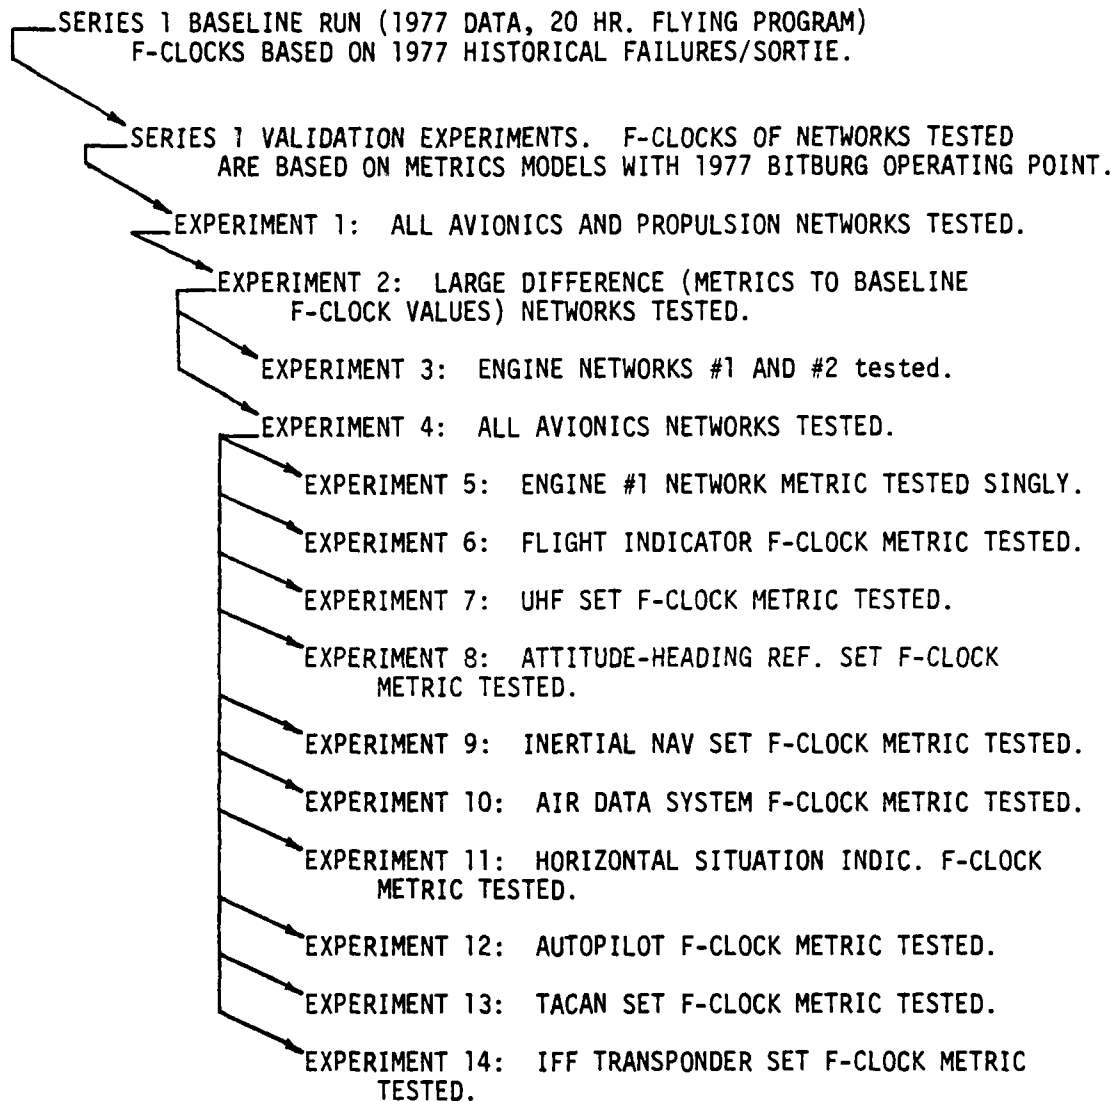 SERIES 1 BASELINE RUN (1977 DATA, 20 HR. FLYING PROGRAM)
F-CLOCKS BASED ON 1977 HISTORICAL FAILURES/SORTIE.
SERIES 1 VALIDATION EXPERIMENTS. F-CLOCKS OF NETWORKS TESTED
ARE BASED ON METRICS MODELS WITH 1977 BITBURG OPERATING POINT.
EXPERIMENT 1: ALL AVIONICS AND PROPULSION NETWORKS TESTED.
EXPERIMENT 2: LARGE DIFFERENCE (METRICS TO BASELINE
F-CLOCK VALUES) NETWORKS TESTED.
EXPERIMENT 3: ENGINE NETWORKS #1 AND #2 tested.
EXPERIMENT 4: ALL AVIONICS NETWORKS TESTED.
EXPERIMENT 5: ENGINE #1 NETWORK METRIC TESTED SINGLY.
EXPERIMENT 6: FLIGHT INDICATOR F-CLOCK METRIC TESTED.
EXPERIMENT 7: UHF SET F-CLOCK METRIC TESTED.
EXPERIMENT 8: ATTITUDE-HEADING REF. SET F-CLOCK
METRIC TESTED.
EXPERIMENT 9: INERTIAL NAV SET F-CLOCK METRIC TESTED.
EXPERIMENT 10: AIR DATA SYSTEM F-CLOCK METRIC TESTED.
EXPERIMENT 11: HORIZONTAL SITUATION INDIC. F-CLOCK
METRIC TESTED.
EXPERIMENT 12: AUTOPILOT F-CLOCK METRIC TESTED.
EXPERIMENT 13: TACAN SET F-CLOCK METRIC TESTED.
EXPERIMENT 14: IFF TRANSPONDER SET F-CLOCK METRIC
TESTED.